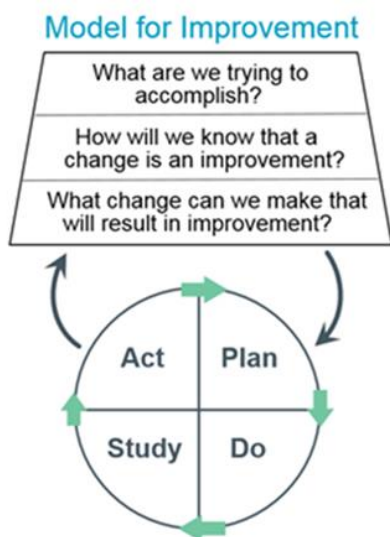 Model for Improvement
What are we trying to
accomplish?
How will we know that a
change is an improvement?
What change can we make that
will result in improvement?
Act
Plan
Study
Do